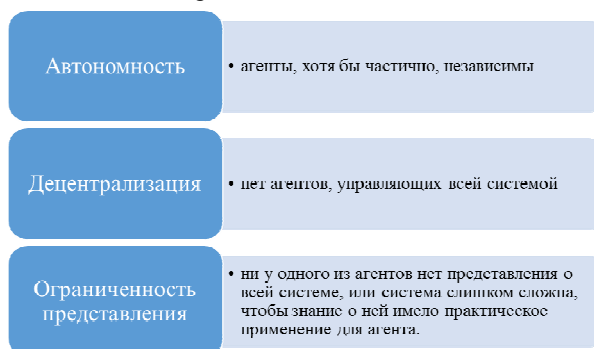 Автономность
• агенты, хотя бы частично, независимы
Децентрализация
• нет агентов, управляющих всей системой
Ограниченность
представления
• ни у одного из агентов нет представления о
всей системе, или система слишком сложна,
чтобы знание о ней имело практическое
применение для агента.